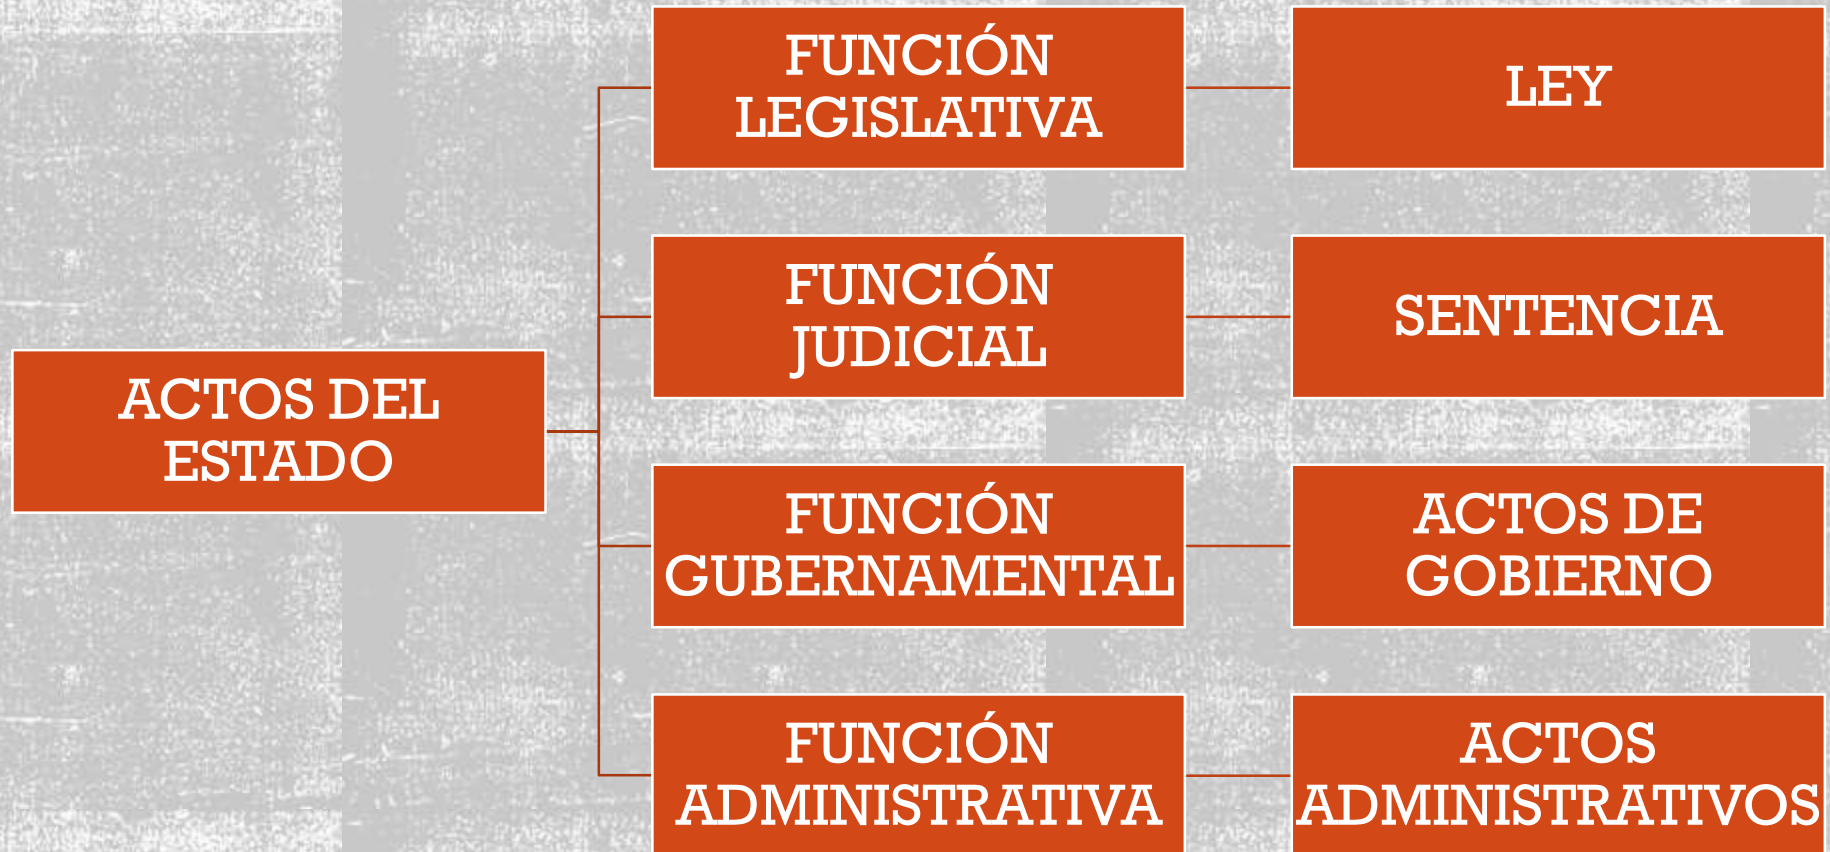 FUNCIÓN
LEGISLATIVA
LEY
FUNCIÓN
JUDICIAL
SENTENCIA
ACTOS DEL
ESTADO
FUNCIÓN
GUBERNAMENTAL
ACTOS DE
GOBIERNO
FUNCIÓN
ADMINISTRATIVA
ACTOS
ADMINISTRATIVOS